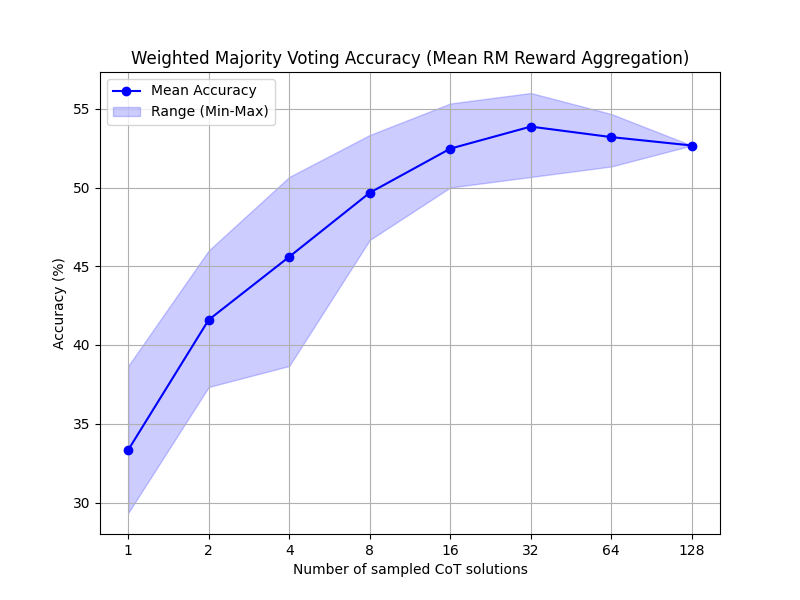 Weighted Majority Voting Accuracy (Mean RM Reward Aggregation)
Mean Accuracy
Range (Min-Max)
55
50
45
40
35
30
Accuracy (%)
1 2 4 8 16 32 64 128
Number of sampled CoT solutions